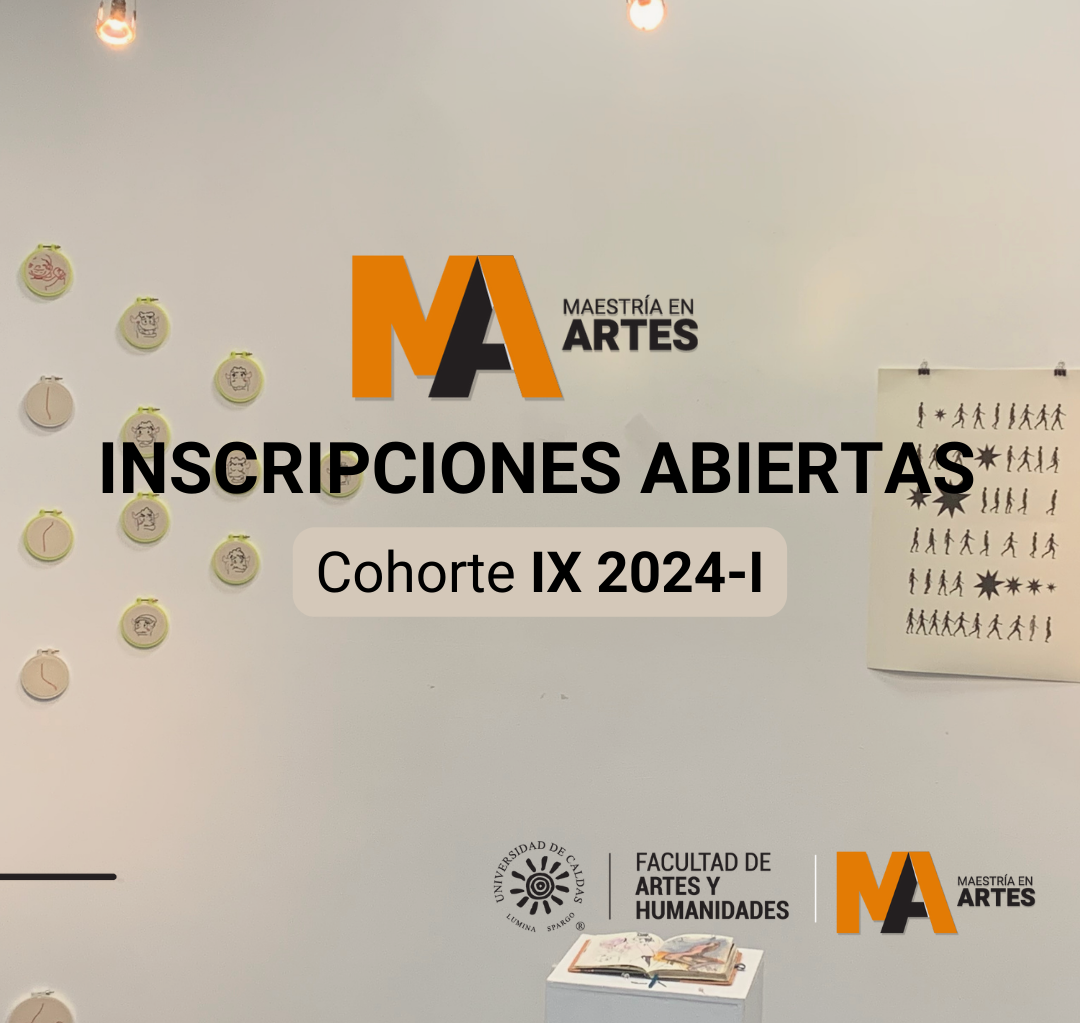 MA
MAESTRÍA EN
ARTES
INSCRIPCIONES ABIERTAS
Cohorte IX 2024-I
UNIVERSIDAD DE CALDAS
LUMINA SPARGO
®
FACULTAD DE
ARTES Y
HUMANIDADES
MA
MAESTRÍA EN
ARTES